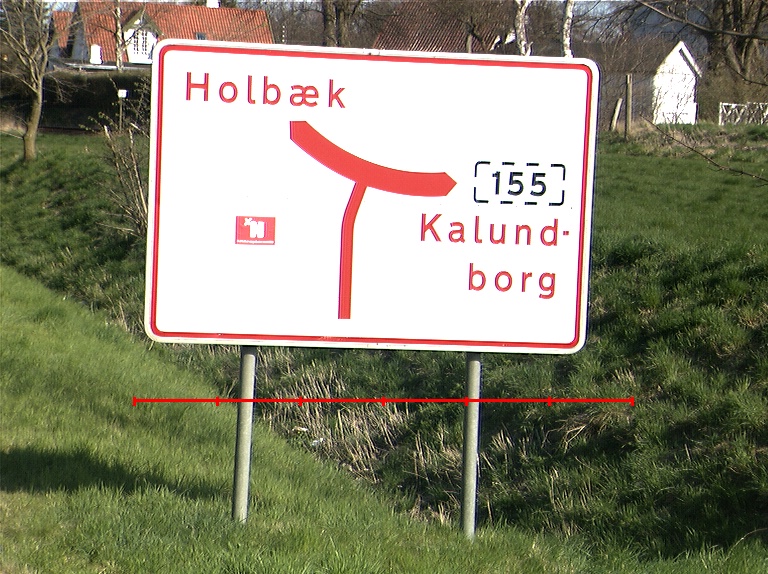 Holbæk
155
Kalund-
borg
N